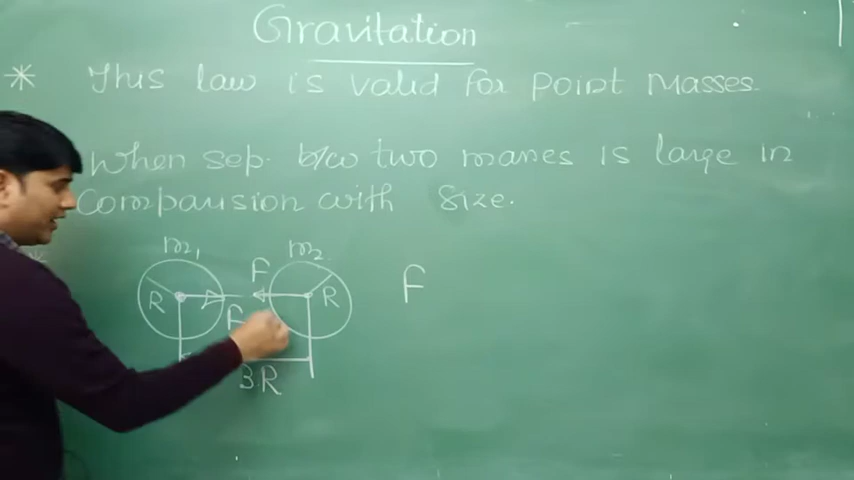 Gravitation
* This law is valid for point Masses
When sep. b/w two masses is large in
Comparision with Size.
m₁ m₂
F F
R R
F
3R